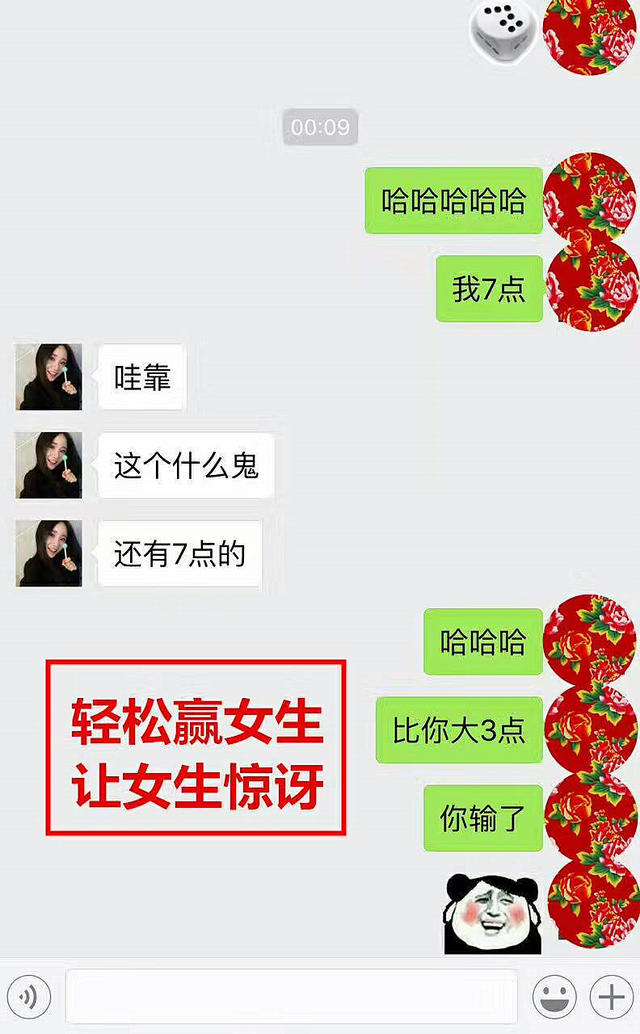 00:09
哈哈哈哈哈
我7点
哇靠
这个什么鬼
还有7点的
哈哈哈
比你大3点
你输了
轻松赢女生
让女生惊讶